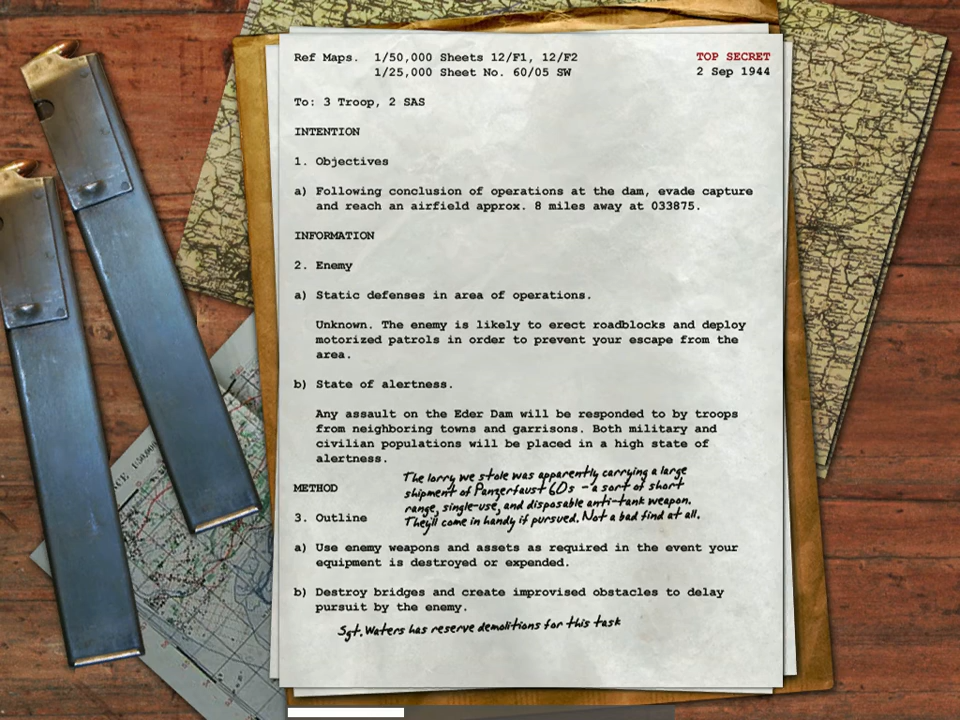 Ref Maps. 1/50,000 Sheets 12/F1, 12/F2 TOP SECRET
1/25,000 Sheet No. 60/05 SW 2 Sep 1944
To: 3 Troop, 2 SAS
INTENTION
1. Objectives
a) Following conclusion of operations at the dam, evade capture
and reach an airfield approx. 8 miles away at 033875.
INFORMATION
2. Enemy
a) Static defenses in area of operations.
Unknown. The enemy is likely to erect roadblocks and deploy
motorized patrols in order to prevent your escape from the
area.
b) State of alertness.
Any assault on the Eder Dam will be responded to by troops
from neighboring towns and garrisons. Both military and
civilian populations will be placed in a high state of
alertness.
The lorry we stole was apparently carrying a large
shipment of Panzerfaust 60s - a sort of short
range, single-use, and disposable anti-tank weapon.
They'll come in handy if pursued. Not a bad find at all.
METHOD
3. Outline
a) Use enemy weapons and assets as required in the event your
equipment is destroyed or expended.
b) Destroy bridges and create improvised obstacles to delay
pursuit by the enemy.
Sgt. Waters has reserve demolitions for this task